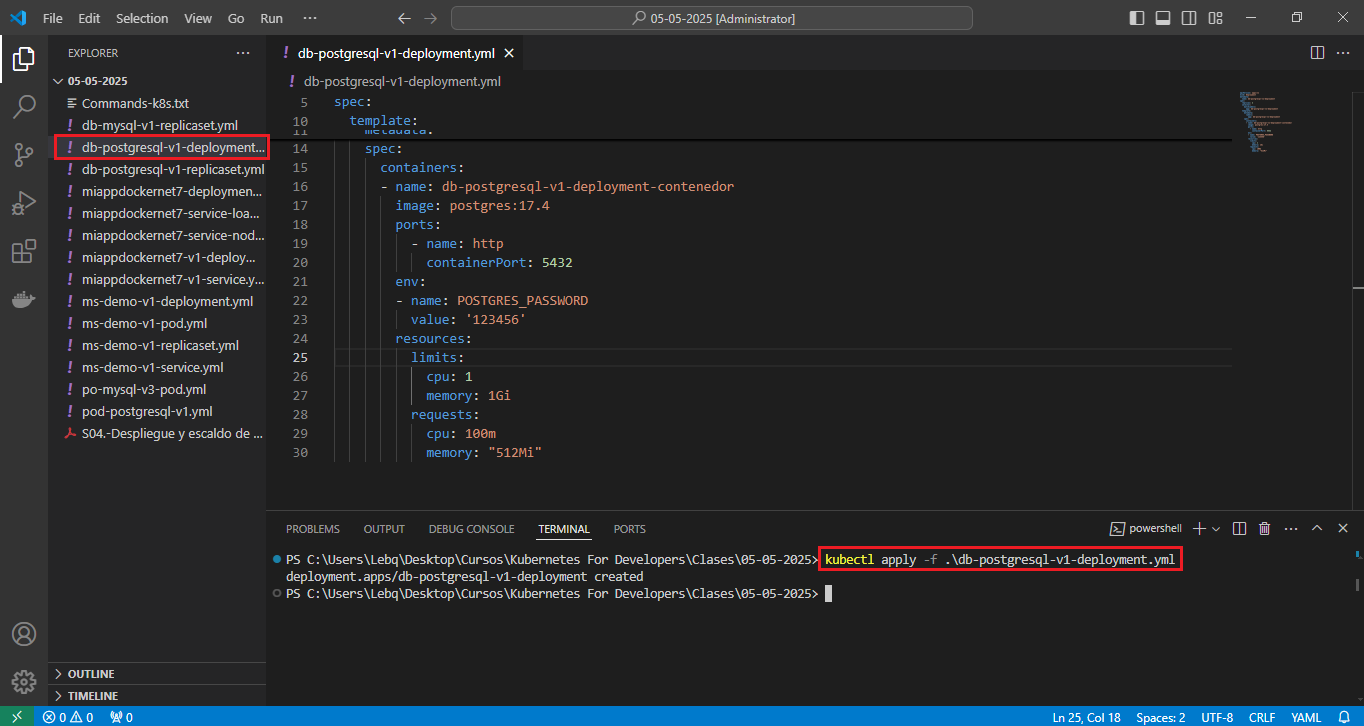 File Edit Selection View Go Run ···
05-05-2025 [Administrator]
EXPLORER ···
05-05-2025
Commands-k8s.txt
! db-mysql-v1-replicaset.yml
! db-postgresql-v1-deployment...
! db-postgresql-v1-replicaset.yml
! miappdockernet7-deploymen...
! miappdockernet7-service-loa...
! miappdockernet7-service-nod...
! miappdockernet7-v1-deploy...
! miappdockernet7-v1-service.y...
! ms-demo-v1-deployment.yml
! ms-demo-v1-pod.yml
! ms-demo-v1-replicaset.yml
! ms-demo-v1-service.yml
! po-mysql-v3-pod.yml
! pod-postgresql-v1.yml
S04.-Despliegue y escaldo de ...
OUTLINE
TIMELINE
! db-postgresql-v1-deployment.yml
! db-postgresql-v1-deployment.yml
5 spec:
10 template:
11 metadata:
14 spec:
15 containers:
16 - name: db-postgresql-v1-deployment-contenedor
17 image: postgres:17.4
18 ports:
19 - name: http
20 containerPort: 5432
21 env:
22 - name: POSTGRES_PASSWORD
23 value: '123456'
24 resources:
25 limits:
26 cpu: 1
27 memory: 1Gi
28 requests:
29 cpu: 100m
30 memory: "512Mi"
PROBLEMS OUTPUT DEBUG CONSOLE TERMINAL PORTS
powershell
PS C:\Users\Lebq\Desktop\Cursos\Kubernetes For Developers\Clases\05-05-2025> kubectl apply -f .\db-postgresql-v1-deployment.yml
deployment.apps/db-postgresql-v1-deployment created
PS C:\Users\Lebq\Desktop\Cursos\Kubernetes For Developers\Clases\05-05-2025>
0 0 0
Ln 25, Col 18 Spaces: 2 UTF-8 CRLF YAML